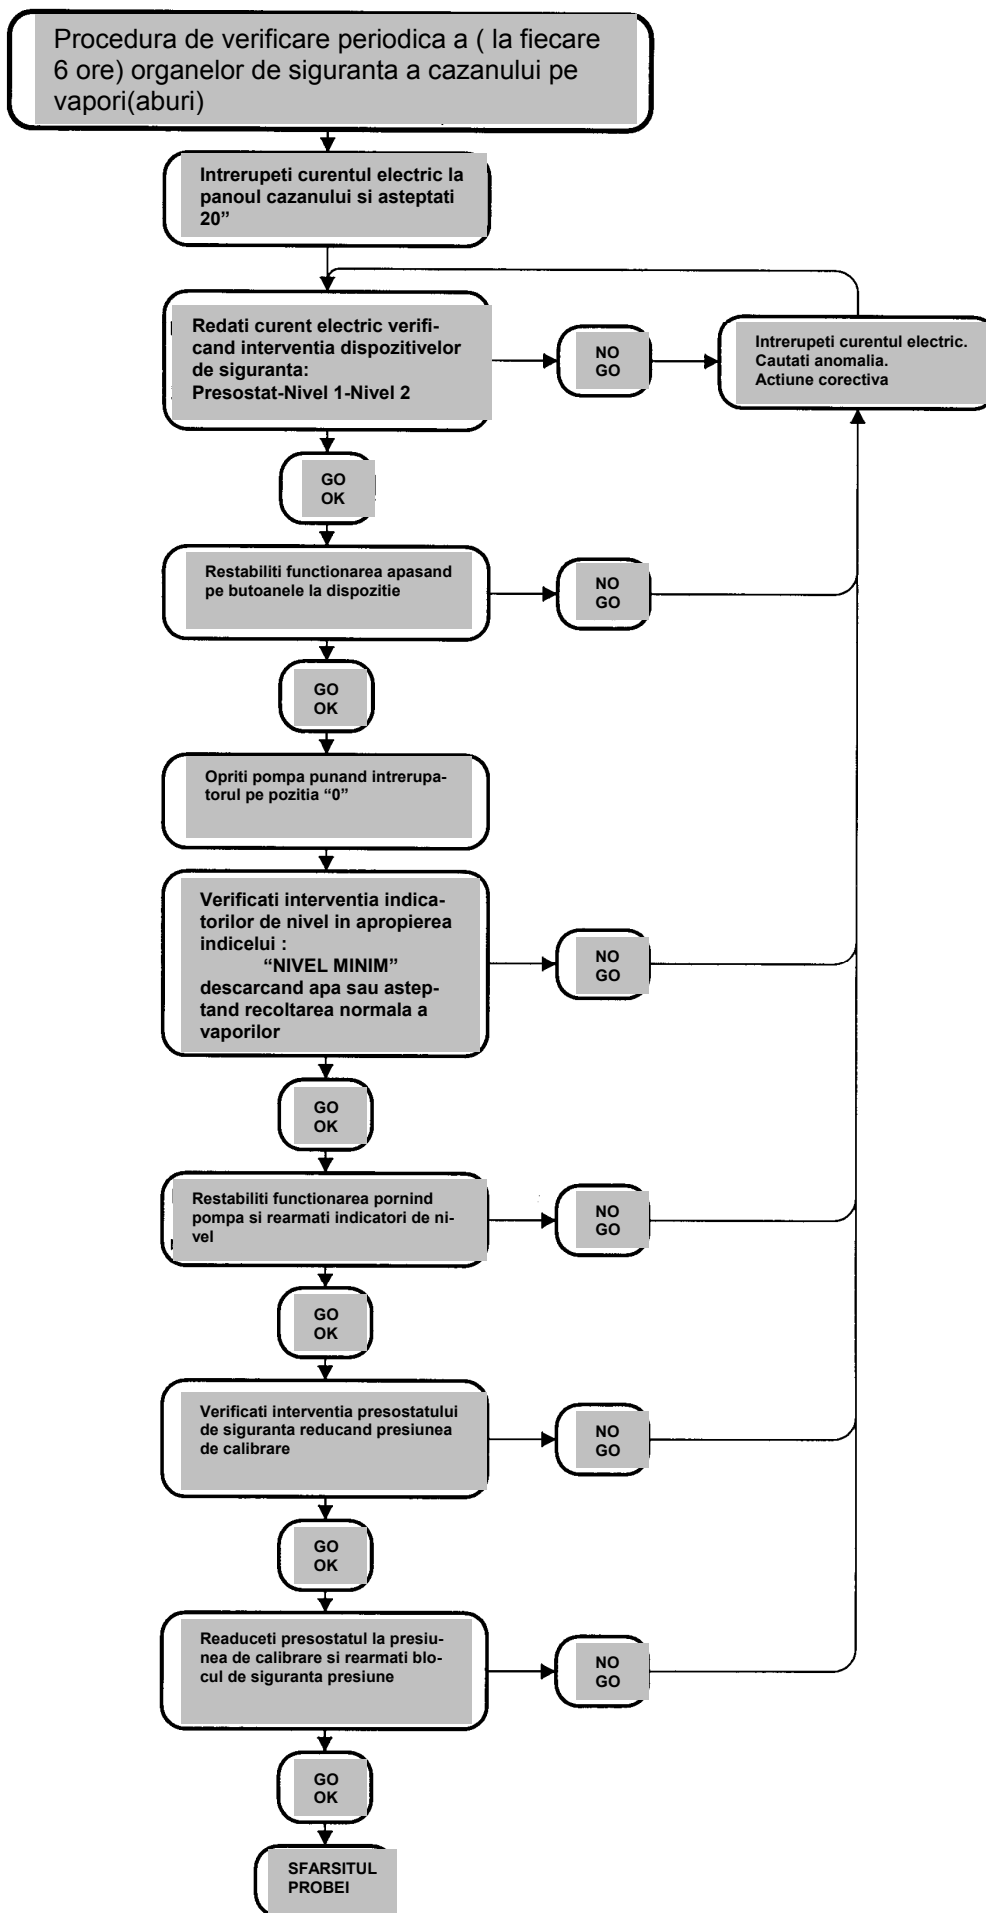 Procedura de verificare periodica a ( la fiecare
6 ore) organelor de siguranta a cazanului pe
vapori(aburi)
Intrerupeti curentul electric la
panoul cazanului si asteptati
20”
Redati curent electric verifi-
cand interventia dispozitivelor
de siguranta:
Presostat-Nivel 1-Nivel 2
NO
GO
Intrerupeti curentul electric.
Cautati anomalia.
Actiune corectiva
GO
OK
Restabiliti functionarea apasand
pe butoanele la dispozitie
NO
GO
GO
OK
Opriti pompa punand intrerupa-
torul pe pozitia “0”
Verificati interventia indica-
torilor de nivel in apropierea
indicelui :
“NIVEL MINIM”
descarcand apa sau astep-
tand recoltarea normala a
vaporilor
NO
GO
GO
OK
Restabiliti functionarea pornind
pompa si rearmati indicatori de ni-
vel
NO
GO
GO
OK
Verificati interventia presostatului
de siguranta reducand presiunea
de calibrare
NO
GO
GO
OK
Readuceti presostatul la presiu-
nea de calibrare si rearmati blo-
cul de siguranta presiune
NO
GO
GO
OK
SFARSITUL
PROBEI